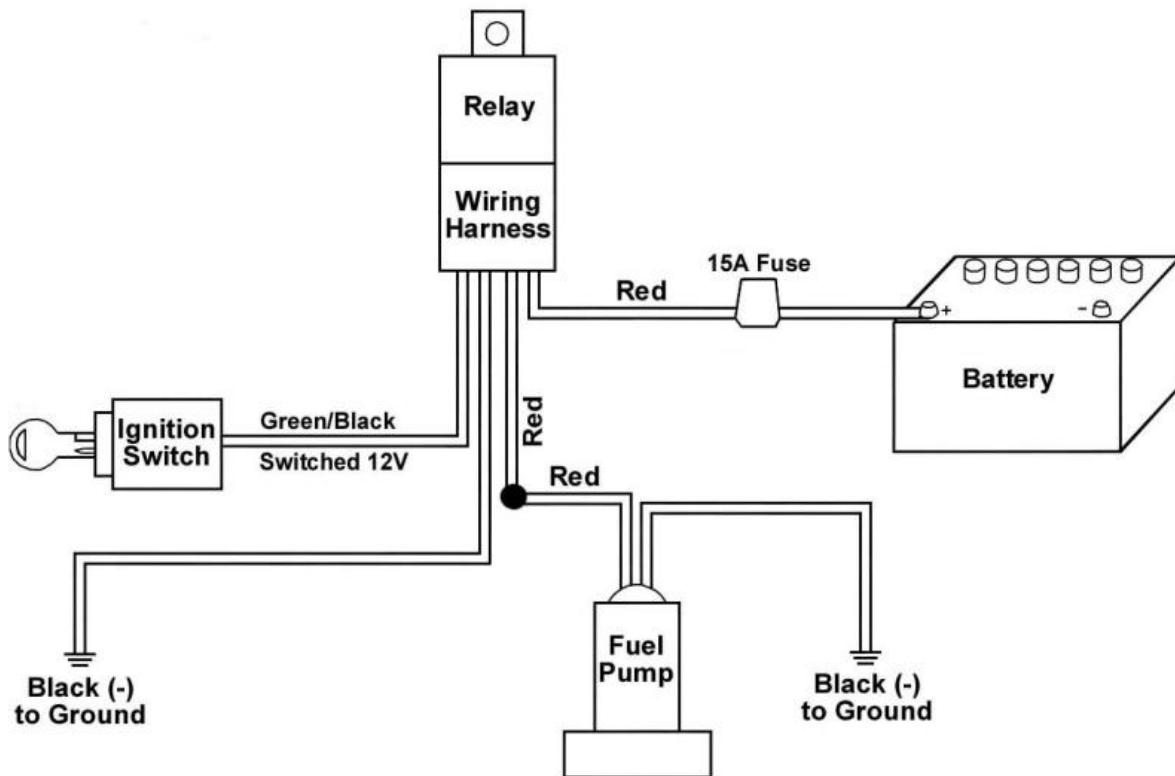 Relay
Wiring
Harness
15A Fuse
Red
+
-
Battery
Ignition
Switch
Green/Black
Switched 12V
Red
Red
Fuel
Pump
Black (-)
to Ground
Black (-)
to Ground